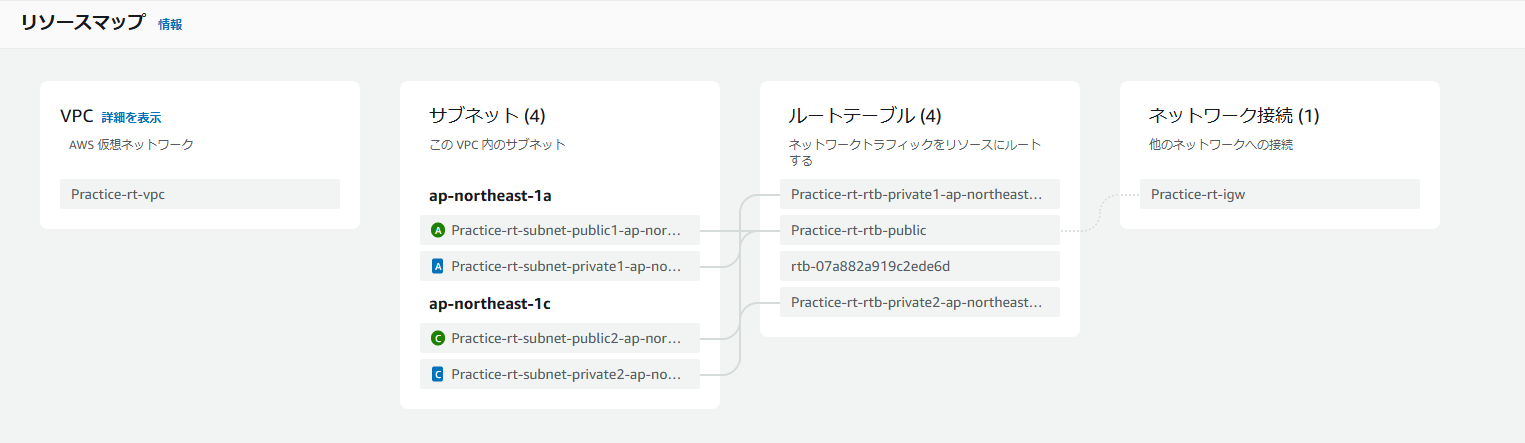 リソースマップ 情報
VPC 詳細を表示
AWS 仮想ネットワーク
Practice-rt-vpc
サブネット (4)
この VPC 内のサブネット
ap-northeast-1a
A Practice-rt-subnet-public1-ap-nor...
A Practice-rt-subnet-private1-ap-no...
ap-northeast-1c
C Practice-rt-subnet-public2-ap-nor...
C Practice-rt-subnet-private2-ap-no...
ルートテーブル (4)
ネットワークトラフィックをリソースにルート
する
Practice-rt-rtb-private1-ap-northeast...
Practice-rt-rtb-public
rtb-07a882a919c2ede6d
Practice-rt-rtb-private2-ap-northeast...
ネットワーク接続 (1)
他のネットワークへの接続
Practice-rt-igw